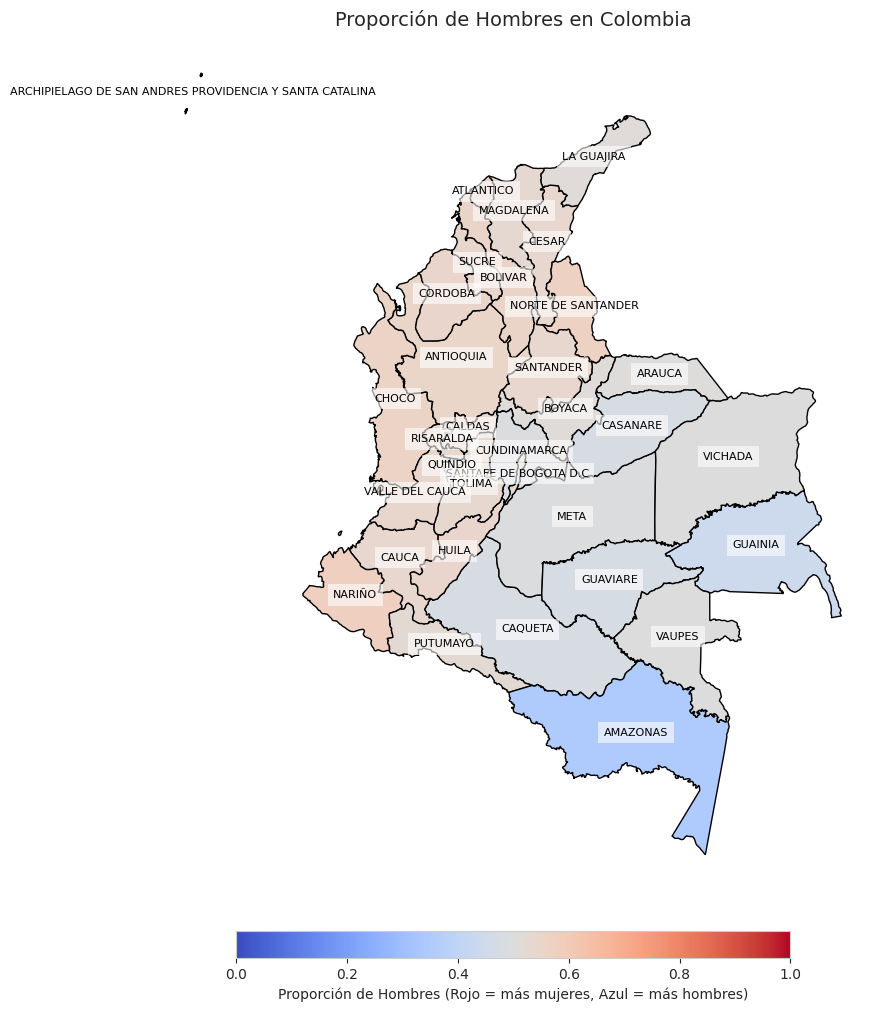 Proporción de Hombres en Colombia
ARCHIPIELAGO DE SAN ANDRES PROVIDENCIA Y SANTA CATALINA
LA GUAJIRA
ATLANTICO
MAGDALENA
CESAR
SUCRE
BOLIVAR
CORDOBA
NORTE DE SANTANDER
ANTIOQUIA
SANTANDER
ARAUCA
CHOCO
BOYACA
CALDAS
CASANARE
RISARALDA
CUNDINAMARCA
VICHADA
QUINDIO
SANTAFE DE BOGOTA D.C
TOLIMA
VALLE DEL CAUCA
META
GUAINIA
HUILA
CAUCA
GUAVIARE
NARIÑO
CAQUETA
VAUPES
PUTUMAYO
AMAZONAS
0.0 0.2 0.4 0.6 0.8 1.0
Proporción de Hombres (Rojo = más mujeres, Azul = más hombres)